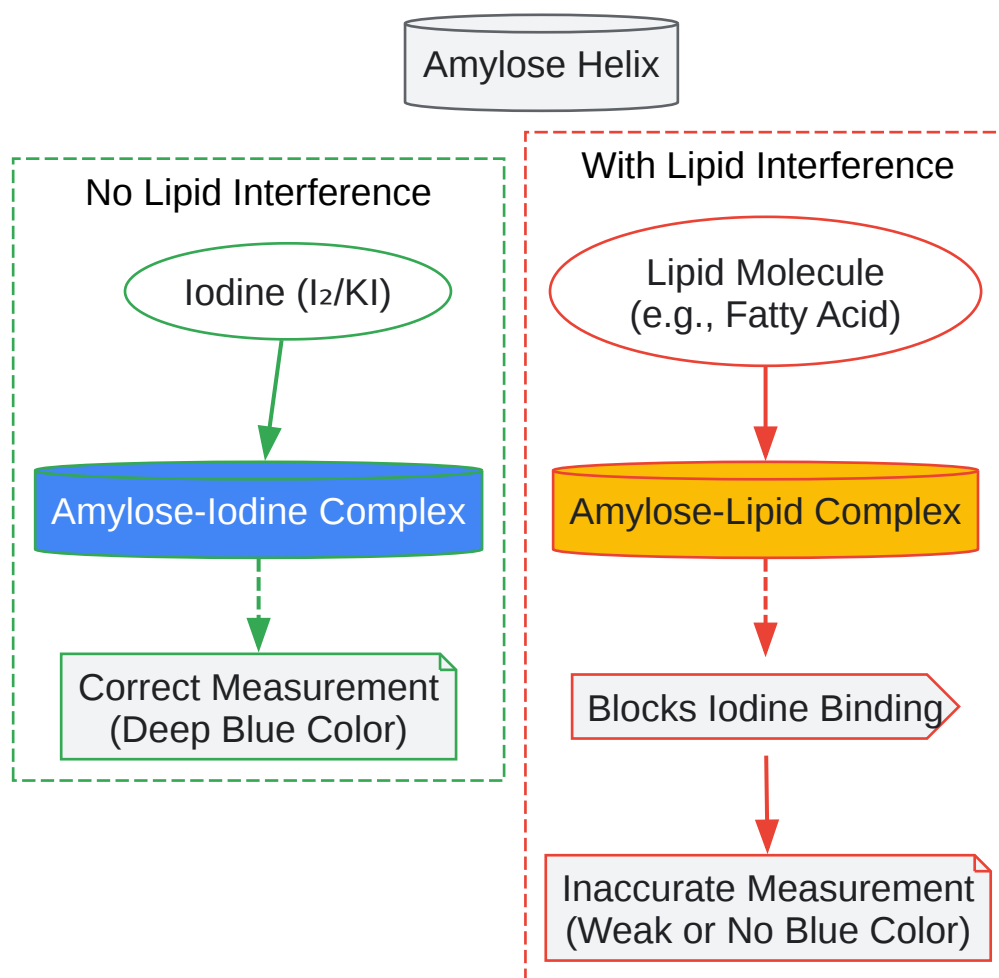 Amylose Helix
No Lipid Interference
Iodine (I₂/KI)
Amylose-Iodine Complex
Correct Measurement
(Deep Blue Color)
With Lipid Interference
Lipid Molecule
(e.g., Fatty Acid)
Amylose-Lipid Complex
Blocks Iodine Binding
Inaccurate Measurement
(Weak or No Blue Color)